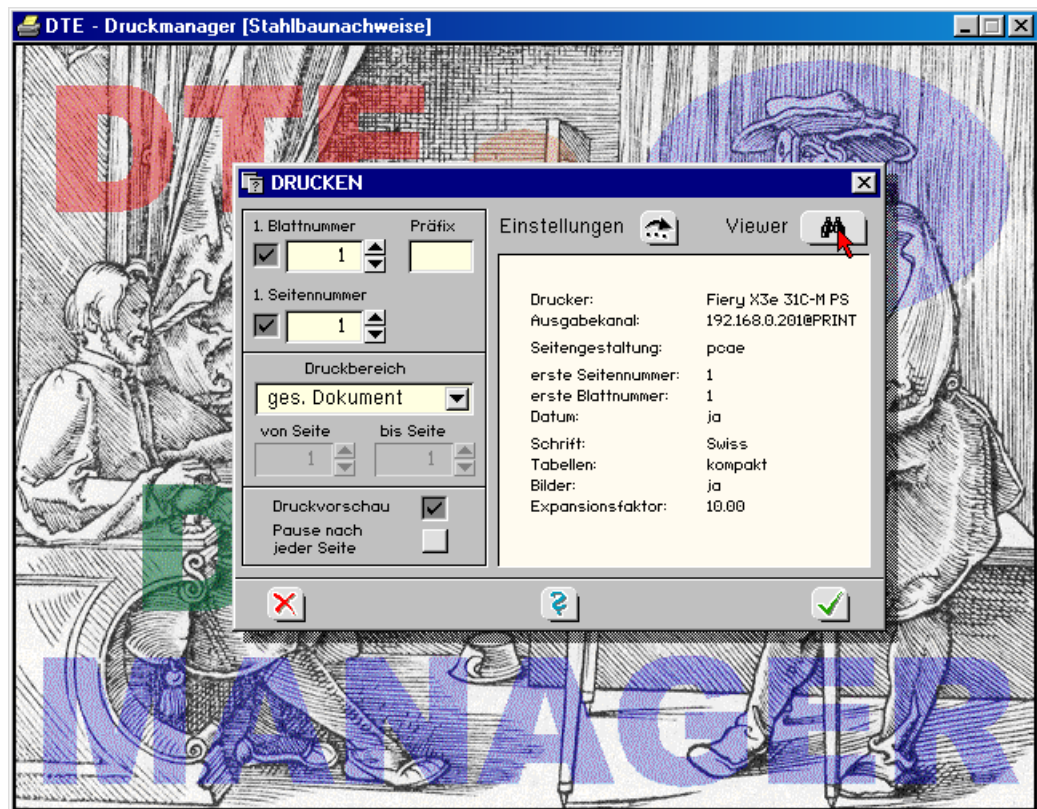 DTE - Druckmanager [Stahlbaunachweise]
DTE
DRUCKEN
1. Blattnummer Präfix
1
1. Seitennummer
1
Druckbereich
ges. Dokument
von Seite bis Seite
1 1
Druckvorschau
Pause nach
jeder Seite
Einstellungen Viewer
Drucker: Fiery X3e 31C-M PS
Ausgabekanal: 192.168.0.201@PRINT
Seitengestaltung: pcae
erste Seitennummer: 1
erste Blattnummer: 1
Datum: ja
Schrift: Swiss
Tabellen: kompakt
Bilder: ja
Expansionsfaktor: 10.00
MANAGER